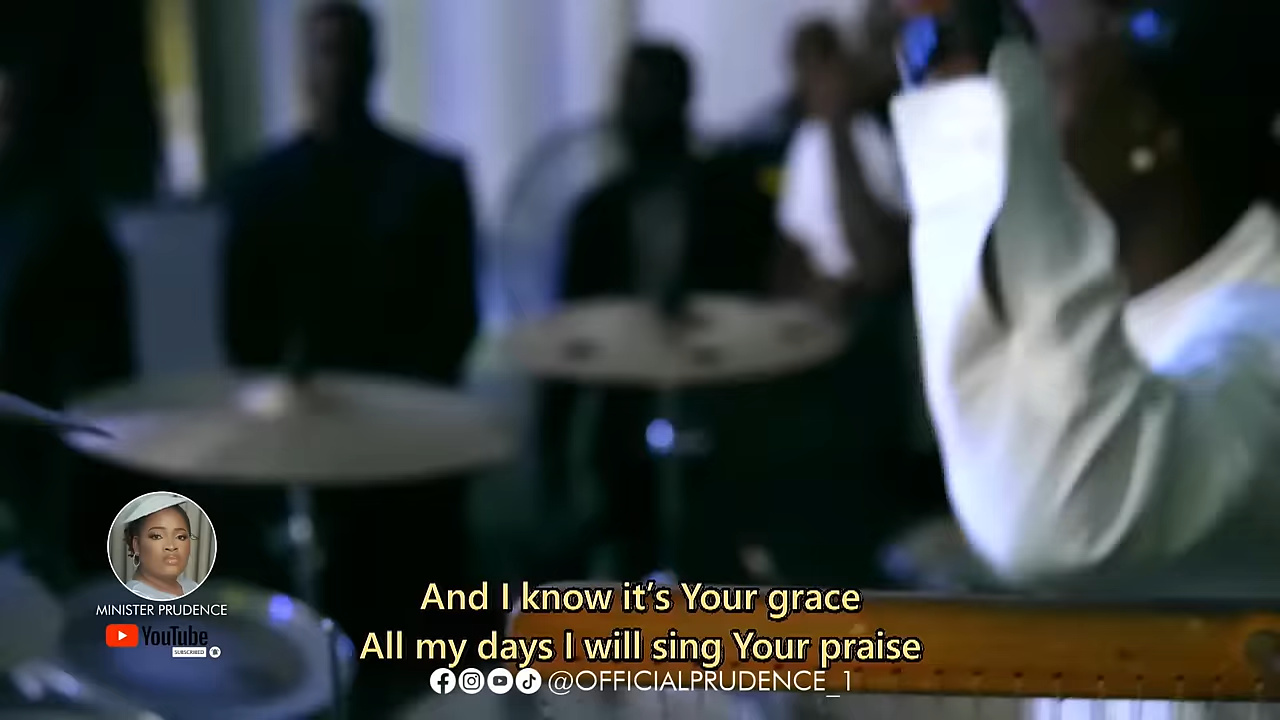 MINISTER PRUDENCE
YouTube
SUBSCRIBED
And I know it's Your grace
All my days I will sing Your praise
@OFFICIALPRUDENCE_1